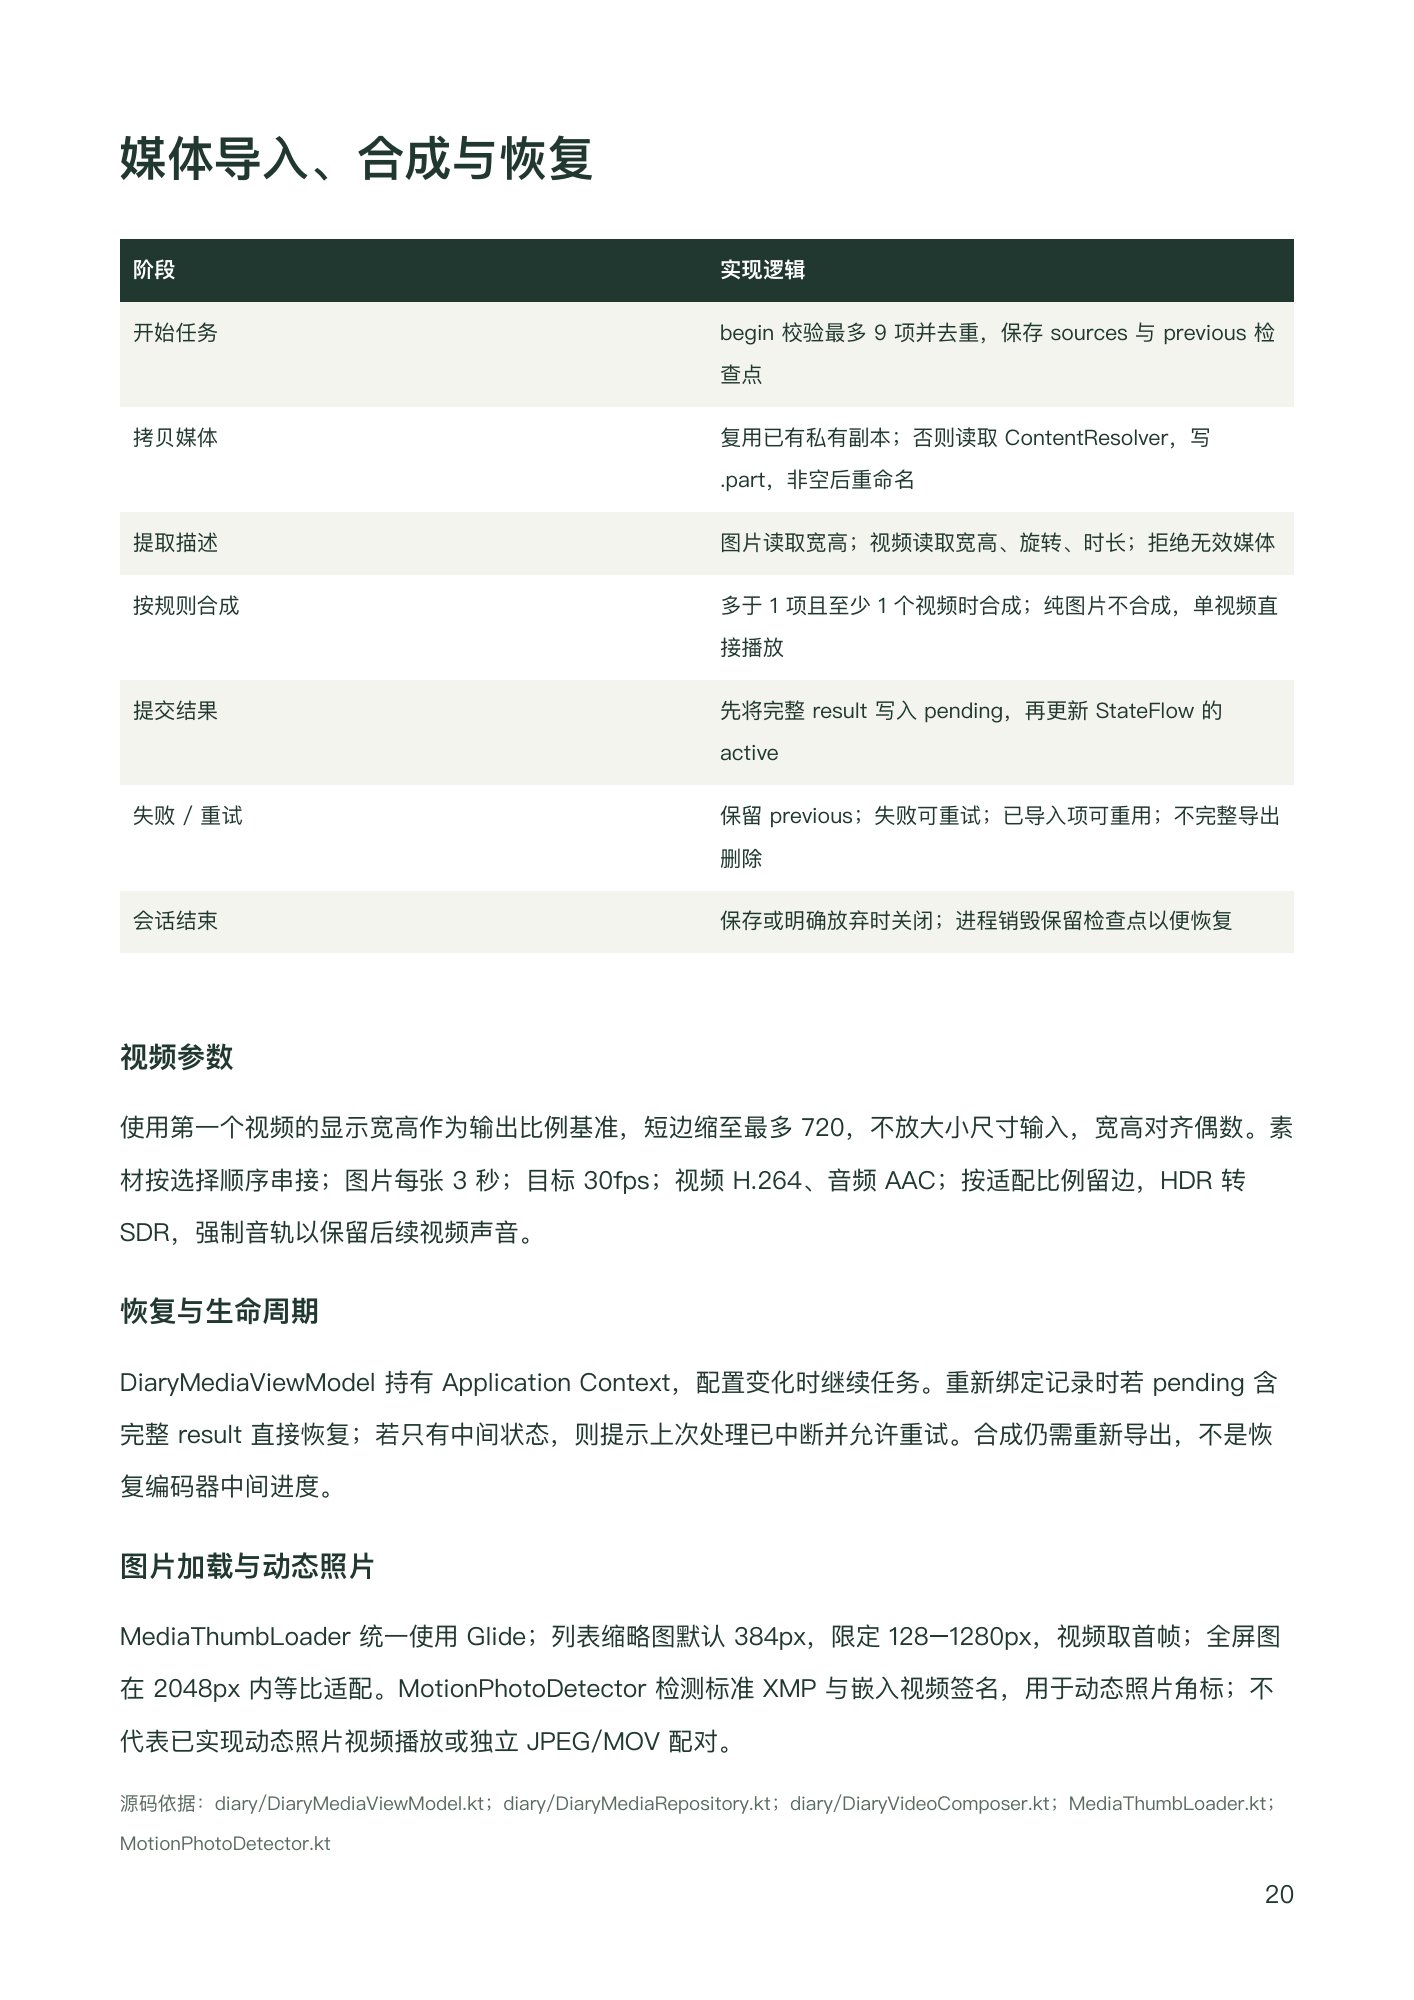 媒体导入、合成与恢复
阶段 实现逻辑
开始任务 begin 校验最多 9 项并去重，保存 sources 与 previous 检
查点
拷贝媒体 复用已有私有副本；否则读取 ContentResolver，写
.part，非空后重命名
提取描述 图片读取宽高；视频读取宽高、旋转、时长；拒绝无效媒体
按规则合成 多于 1 项且至少 1 个视频时合成；纯图片不合成，单视频直
接播放
提交结果 先将完整 result 写入 pending，再更新 StateFlow 的
active
失败 / 重试 保留 previous；失败可重试；已导入项可重用；不完整导出
删除
会话结束 保存或明确放弃时关闭；进程销毁保留检查点以便恢复
视频参数
使用第一个视频的显示宽高作为输出比例基准，短边缩至最多 720，不放大小尺寸输入，宽高对齐偶数。素
材按选择顺序串接；图片每张 3 秒；目标 30fps；视频 H.264、音频 AAC；按适配比例留边，HDR 转
SDR，强制音轨以保留后续视频声音。
恢复与生命周期
DiaryMediaViewModel 持有 Application Context，配置变化时继续任务。重新绑定记录时若 pending 含
完整 result 直接恢复；若只有中间状态，则提示上次处理已中断并允许重试。合成仍需重新导出，不是恢
复编码器中间进度。
图片加载与动态照片
MediaThumbLoader 统一使用 Glide；列表缩略图默认 384px，限定 128–1280px，视频取首帧；全屏图
在 2048px 内等比适配。MotionPhotoDetector 检测标准 XMP 与嵌入视频签名，用于动态照片角标；不
代表已实现动态照片视频播放或独立 JPEG/MOV 配对。
源码依据：diary/DiaryMediaViewModel.kt；diary/DiaryMediaRepository.kt；diary/DiaryVideoComposer.kt；MediaThumbLoader.kt；
MotionPhotoDetector.kt
20